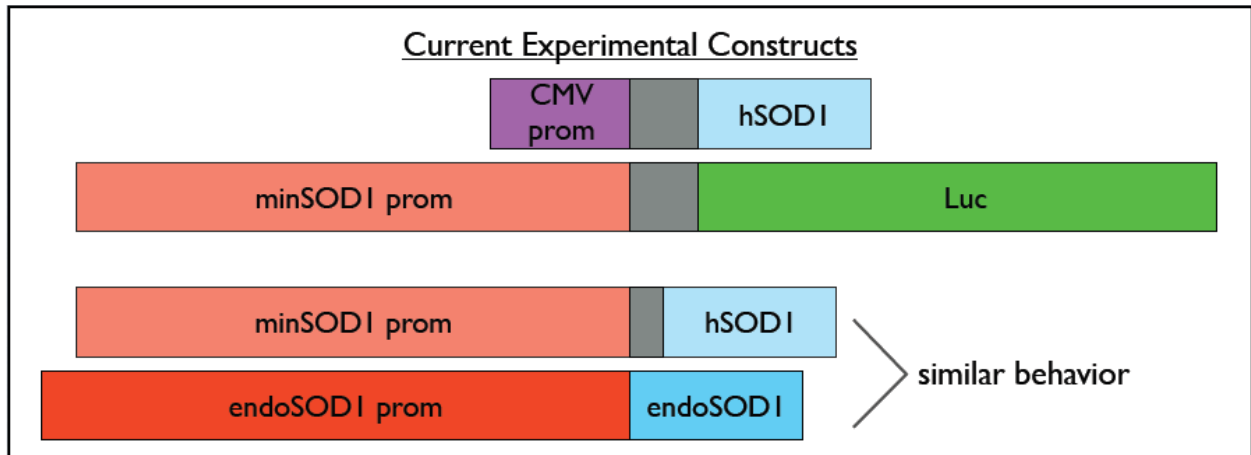 Current Experimental Constructs
CMV
prom
hSOD1
minSOD1 prom
Luc
minSOD1 prom
hSOD1
similar behavior
endoSOD1 prom
endoSOD1